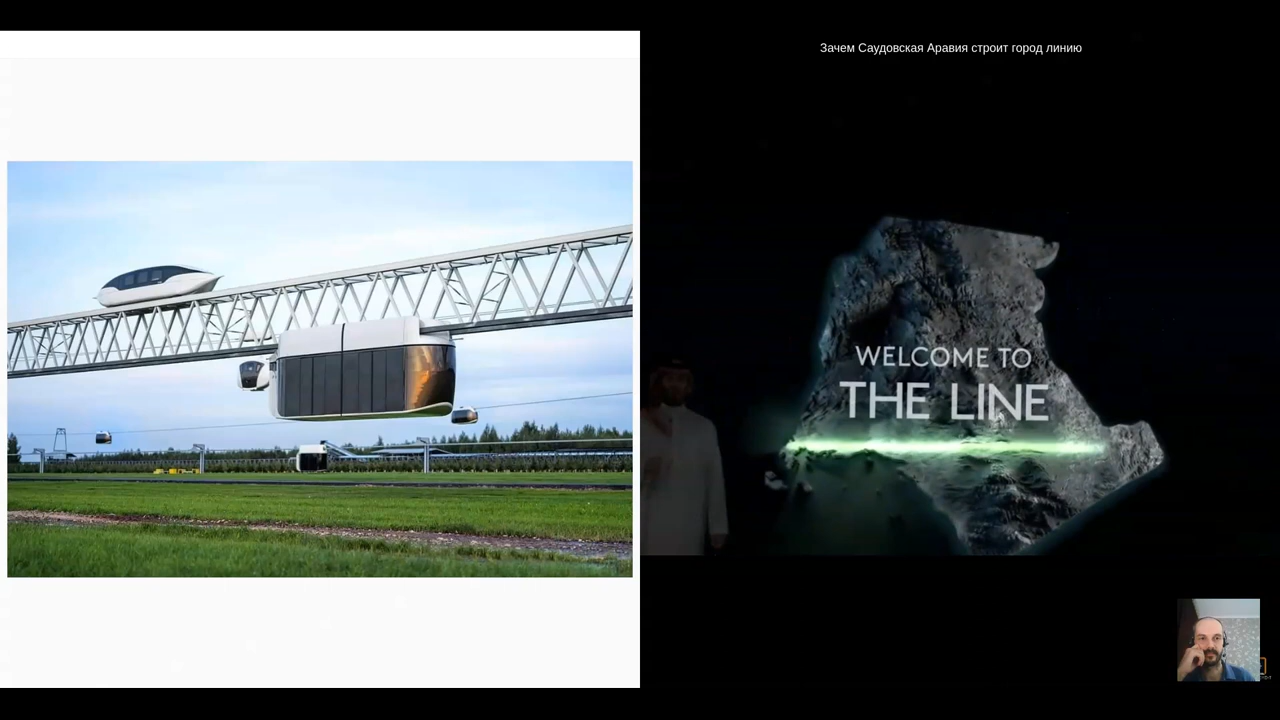 Зачем Саудовская Аравия строит город линию
WELCOME TO
THE LINE